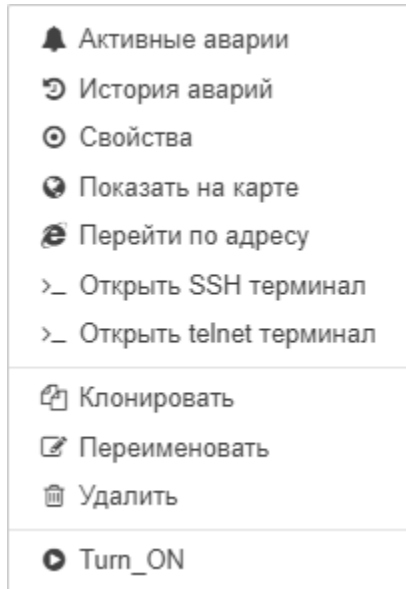 Активные аварии
История аварий
Свойства
Показать на карте
Перейти по адресу
Открыть SSH терминал
Открыть telnet терминал
Клонировать
Переименовать
Удалить
Turn_ON